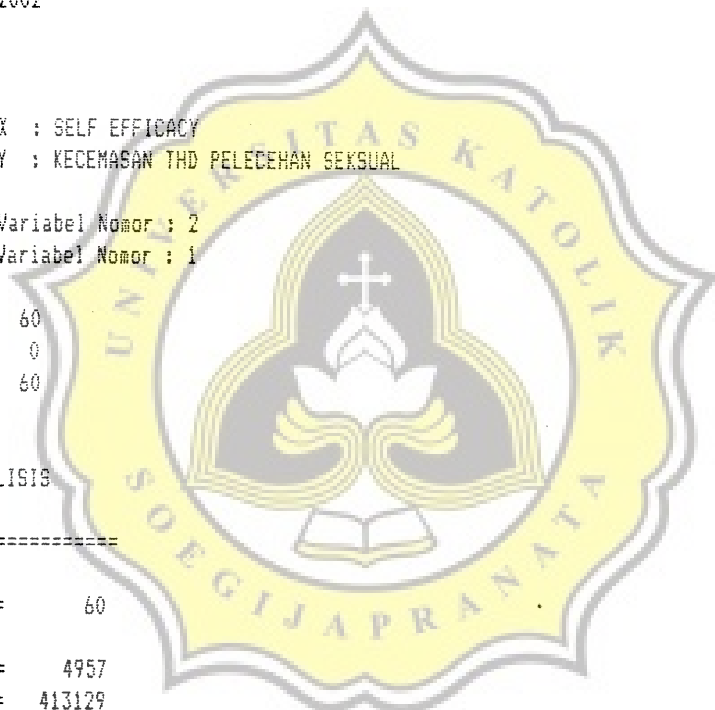 2002
X : SELF EFFICACY
Y : KECEMASAN THD PELECEHAN SEKSUAL
Variabel Nomor : 2
Variabel Nomor : 1
60
0
60
LISIS
===========
= 60
= 4957
= 413129
UNIVERSITAS KATOLIK
SOEGIJAPRANATA